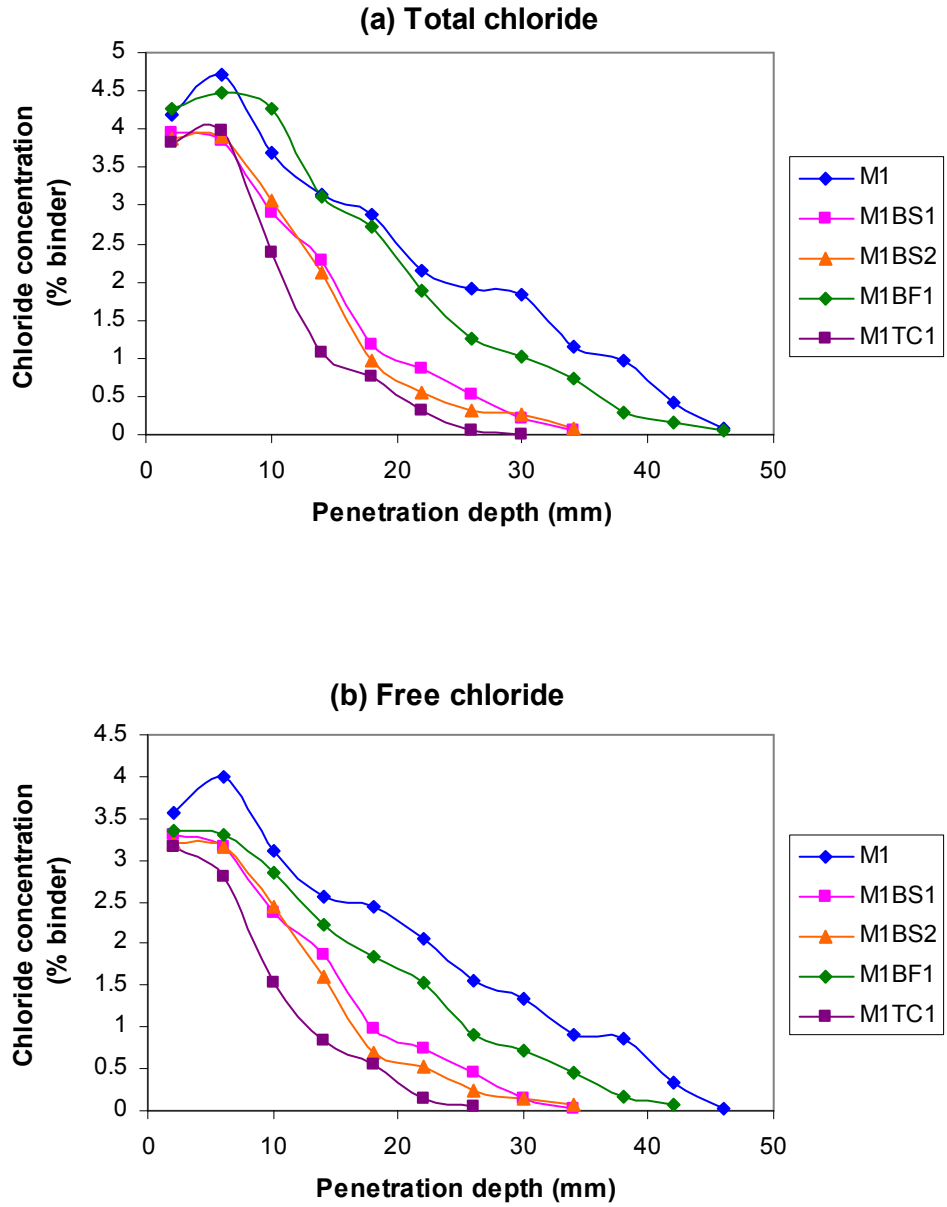 (a) Total chloride
5
4.5
4
3.5
3
2.5
2
1.5
1
0.5
0
Chloride concentration
(% binder)
0 10 20 30 40 50
Penetration depth (mm)
M1
M1BS1
M1BS2
M1BF1
M1TC1
(b) Free chloride
4.5
4
3.5
3
2.5
2
1.5
1
0.5
0
Chloride concentration
(% binder)
0 10 20 30 40 50
Penetration depth (mm)
M1
M1BS1
M1BS2
M1BF1
M1TC1